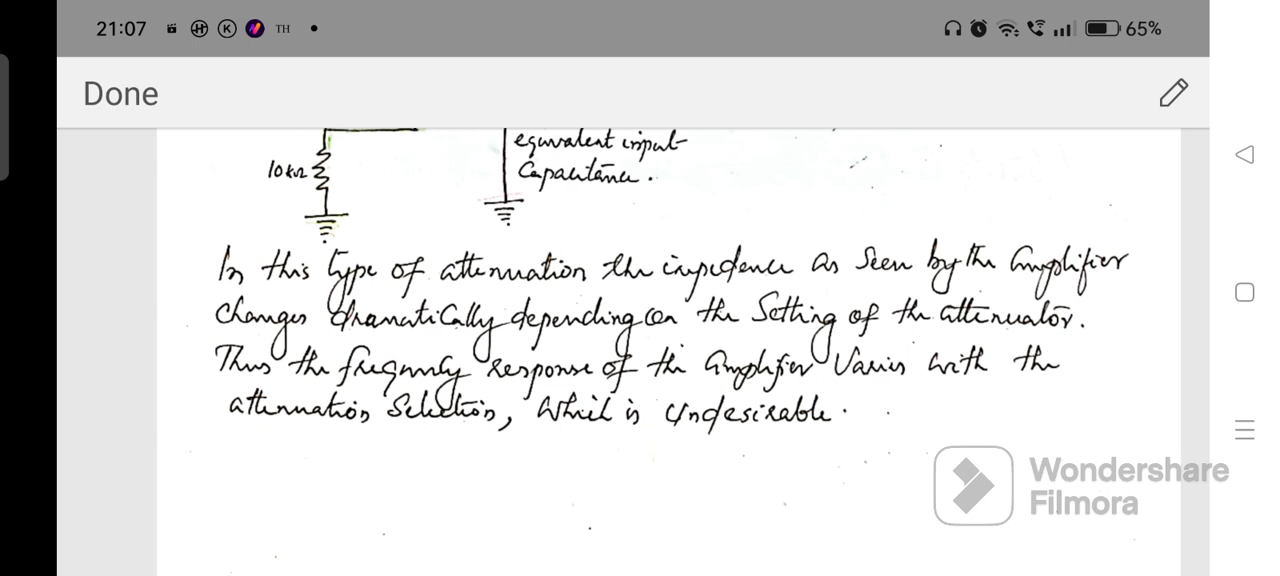 21:07 TH 65%
Done
equivalent input
10kΩ
Capacitance.
In this type of attenuation the impedence as seen by the Amplifier
changes dramatically depending on the Setting of the attenuator.
Thus the frequency response of the amplifier Varies with the
attenuation Selection, Which is Undesirable.
Wondershare
Filmora